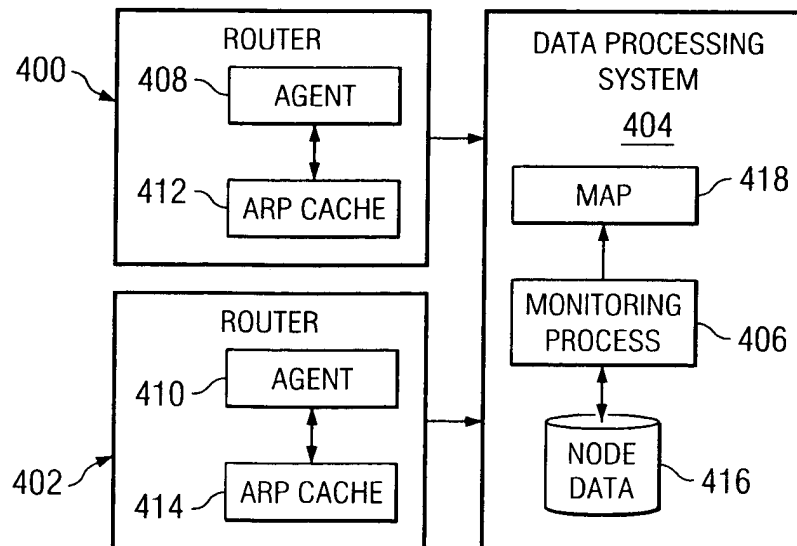 ROUTER
400
408
AGENT
412
ARP CACHE
ROUTER
410
AGENT
402
414
ARP CACHE
DATA PROCESSING
SYSTEM
404
MAP
418
MONITORING
PROCESS
406
NODE
DATA
416